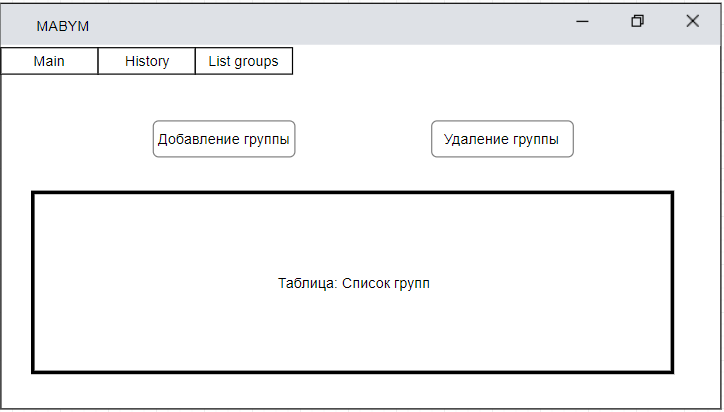 MABYM
Main History List groups
Добавление группы Удаление группы
Таблица: Список групп